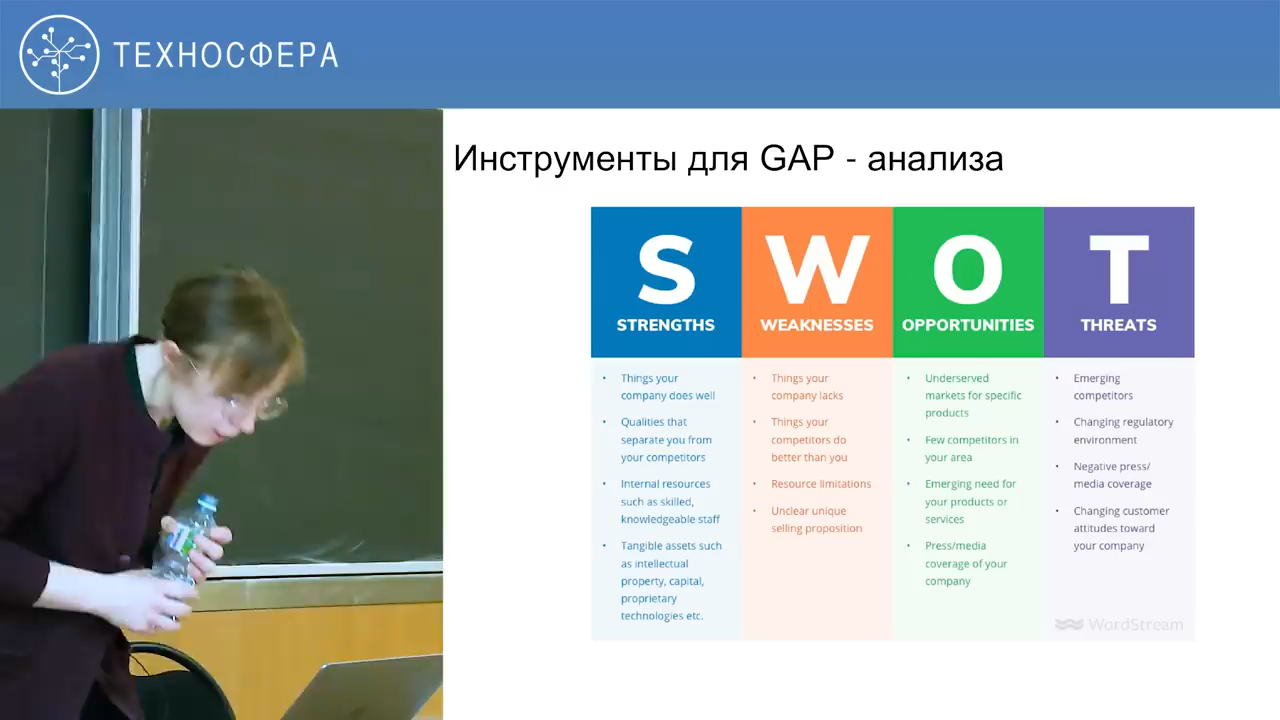 ТЕХНОСФЕРА
Инструменты для GAP - анализа
S
STRENGTHS
W
WEAKNESSES
O
OPPORTUNITIES
T
THREATS
• Things your
company does well
• Qualities that
separate you from
your competitors
• Internal resources
such as skilled,
knowledgeable staff
• Tangible assets such
as intellectual
property, capital,
proprietary
technologies etc.
• Things your
company lacks
• Things your
competitors do
better than you
• Resource limitations
• Unclear unique
selling proposition
• Underserved
markets for specific
products
• Few competitors in
your area
• Emerging need for
your products or
services
• Press/media
coverage of your
company
• Emerging
competitors
• Changing regulatory
environment
• Negative press/
media coverage
• Changing customer
attitudes toward
your company
WordStream